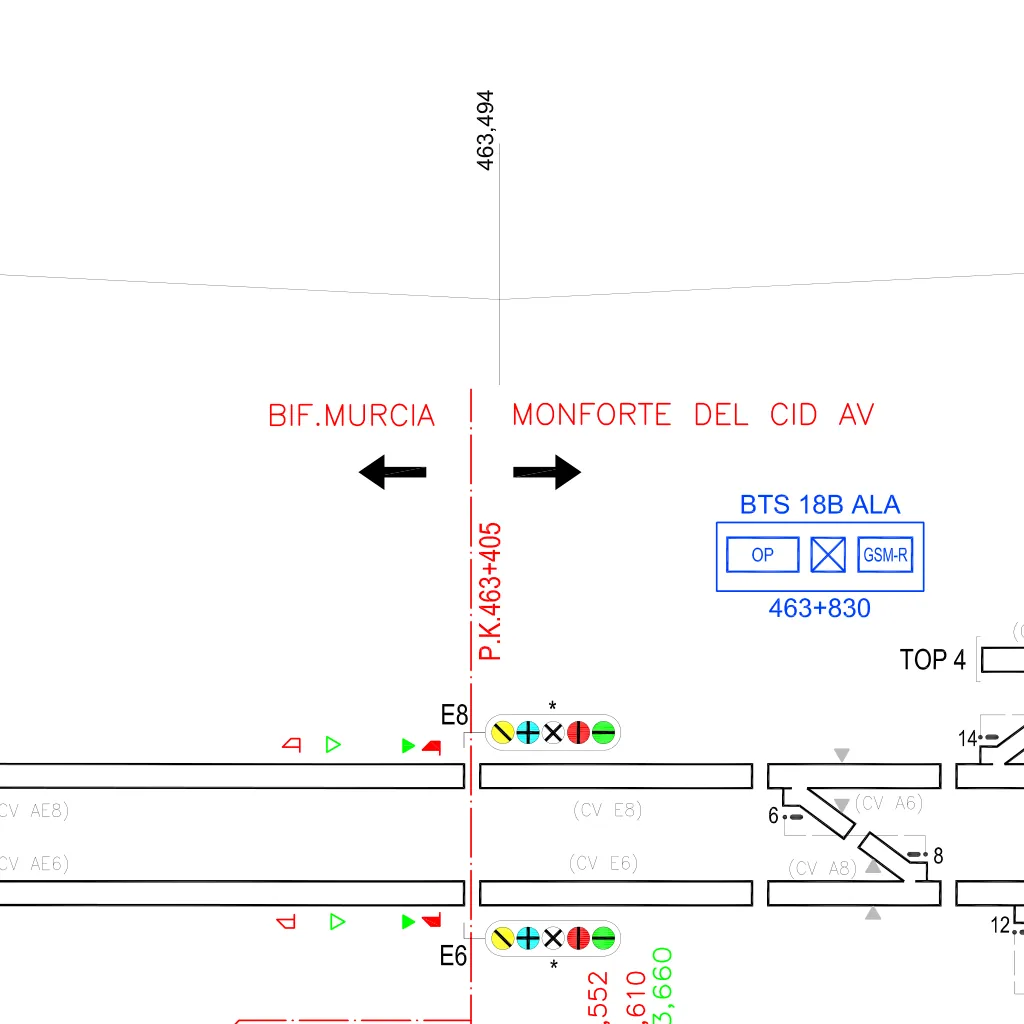 463,494
BIF.MURCIA
MONFORTE DEL CID AV
P.K.463+405
BTS 18B ALA
OP
GSM-R
463+830
TOP 4
E8
*
14
(CV E8)
(CV A6)
6
CV AE8)
CV AE6)
(CV E6)
(CV A8)
8
12
E6
*
,552
,610
3,660